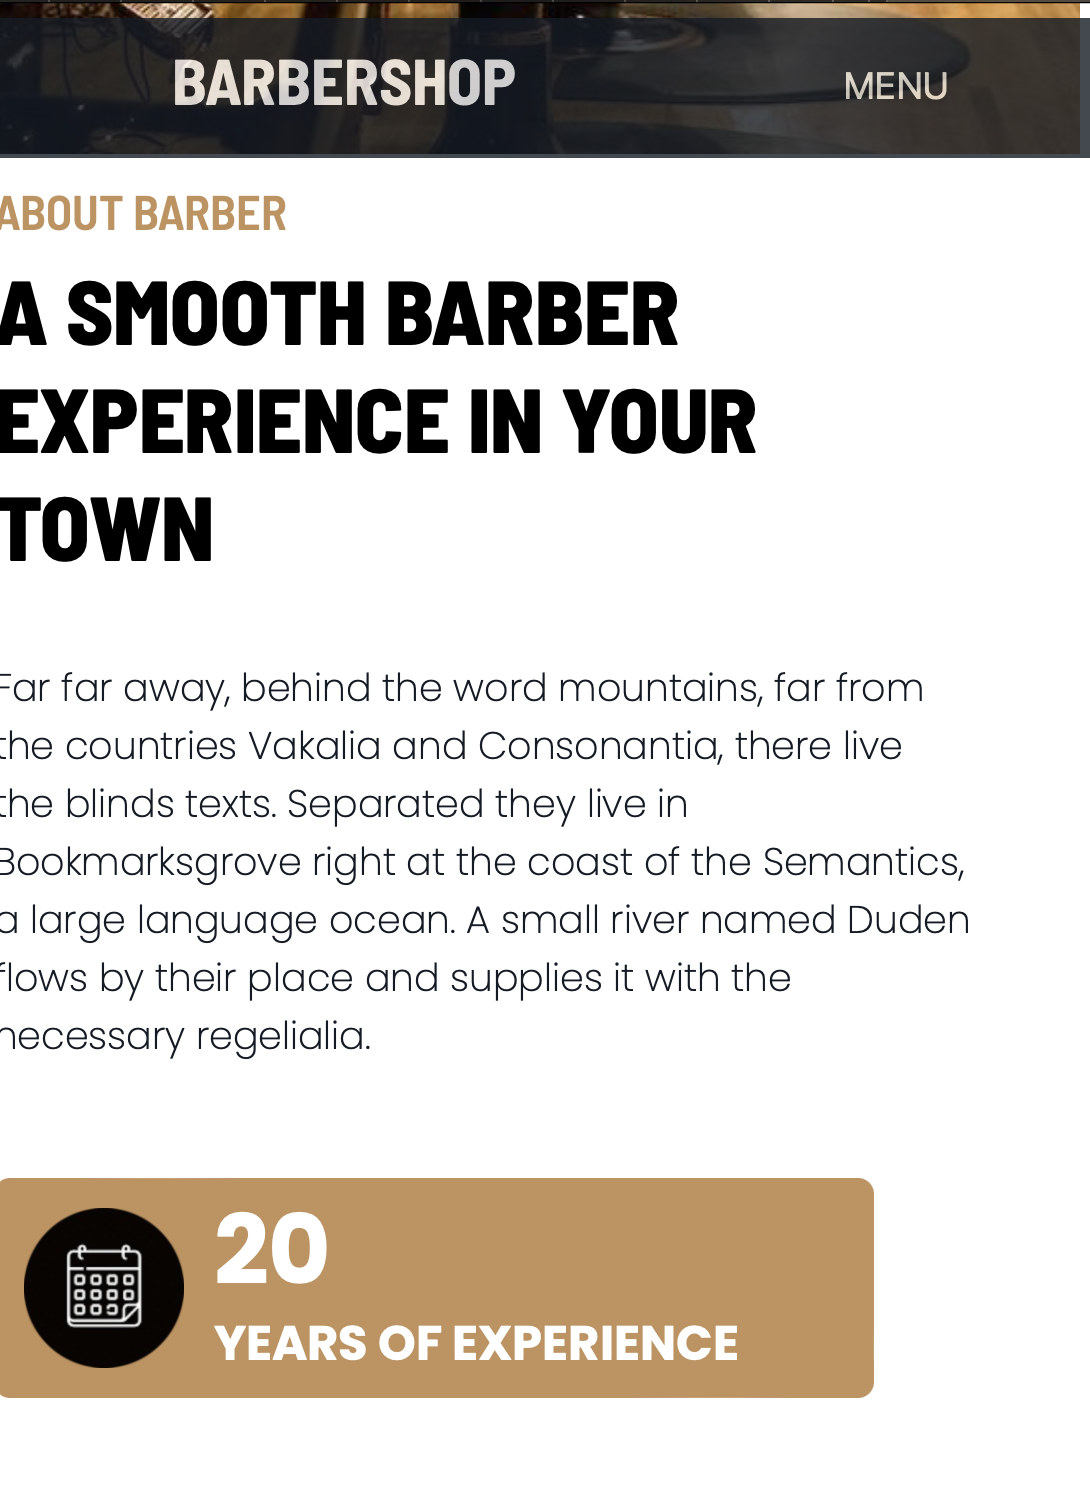 BARBERSHOP
MENU
ABOUT BARBER
A SMOOTH BARBER
EXPERIENCE IN YOUR
TOWN
Far far away, behind the word mountains, far from
the countries Vakalia and Consonantia, there live
the blinds texts. Separated they live in
Bookmarksgrove right at the coast of the Semantics,
a large language ocean. A small river named Duden
flows by their place and supplies it with the
necessary regelialia.
20
YEARS OF EXPERIENCE